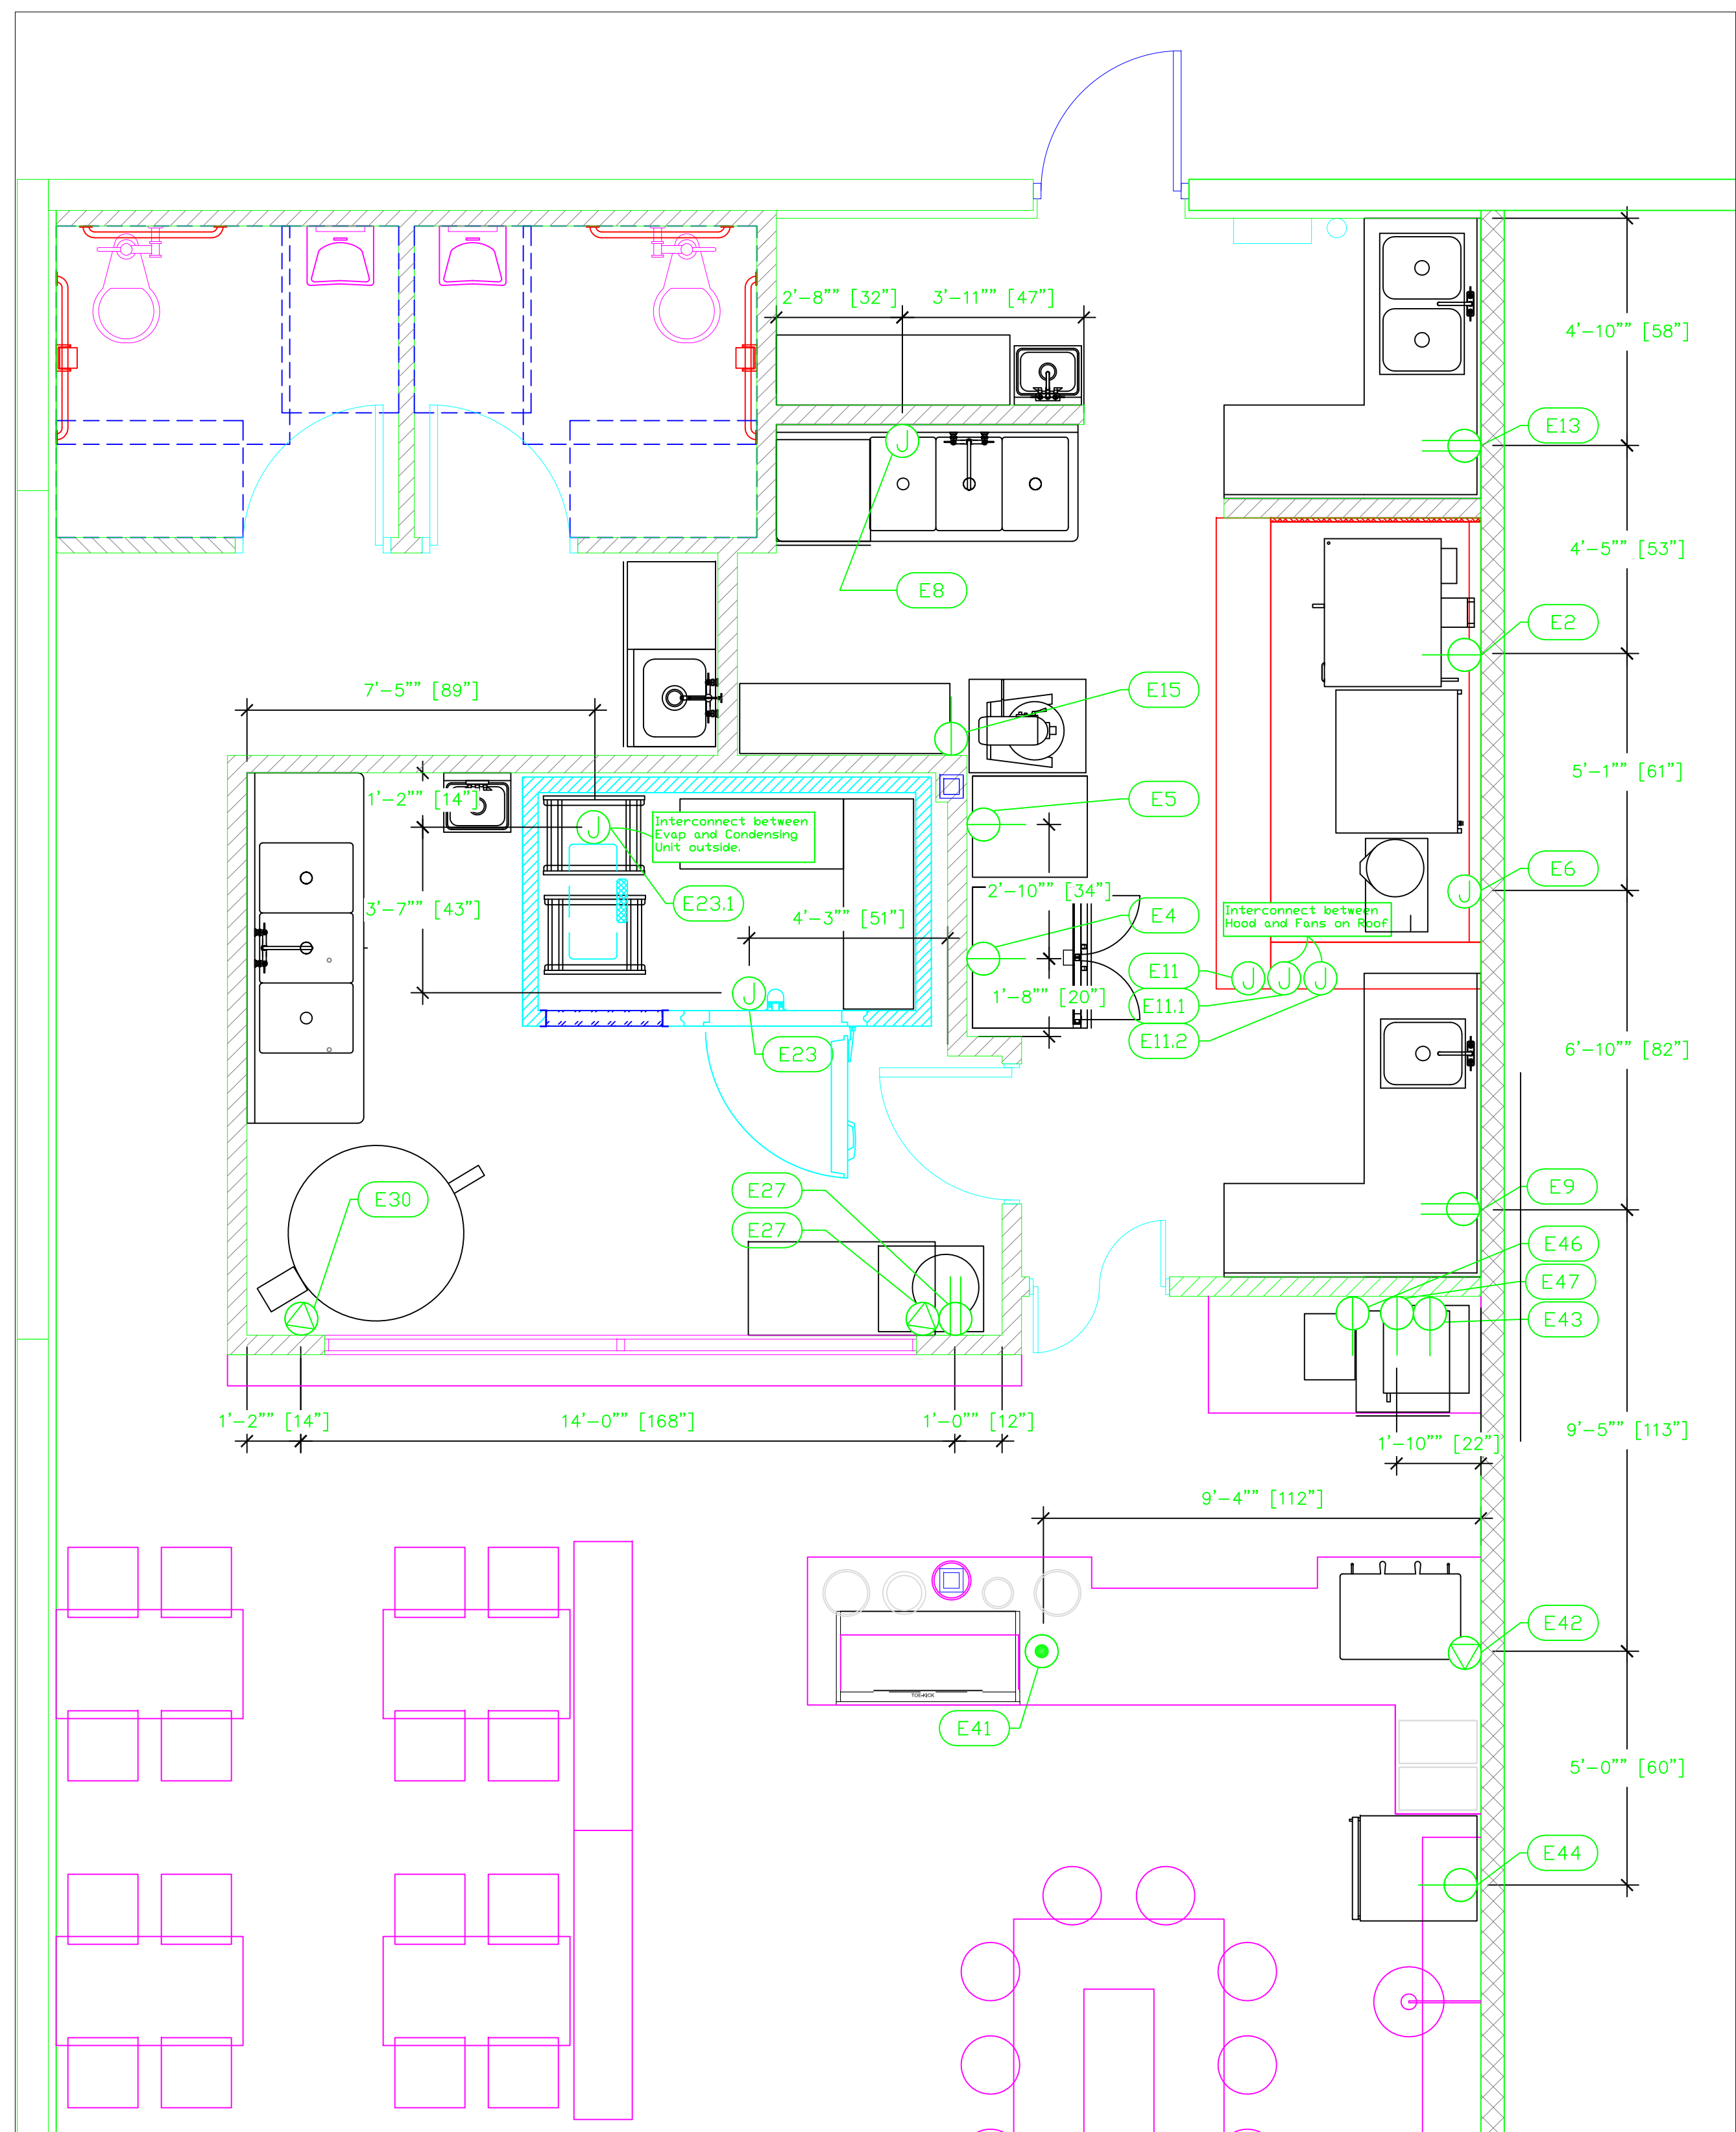 2'-8"" [32"]
3'-11"" [47"]
4'-10"" [58"]
E13
4'-5"" [53"]
J
E8
E2
7'-5"" [89"]
E15
5'-1"" [61"]
1'-2"" [14"]
E5
J
Interconnect between
Evap and Condensing
Unit outside.
E6
J
2'-10"" [34"]
E23.1
3'-7"" [43"]
4'-3"" [51"]
E4
Interconnect between
Hood and Fans on Roof
E11
J
J
J
J
1'-8"" [20"]
E11.1
E11.2
E23
6'-10"" [82"]
E27
E30
E9
E27
E46
E47
E43
1'-2"" [14"]
14'-0"" [168"]
1'-0"" [12"]
9'-5"" [113"]
1'-10"" [22"]
9'-4"" [112"]
E42
TOE-KICK
E41
5'-0"" [60"]
E44